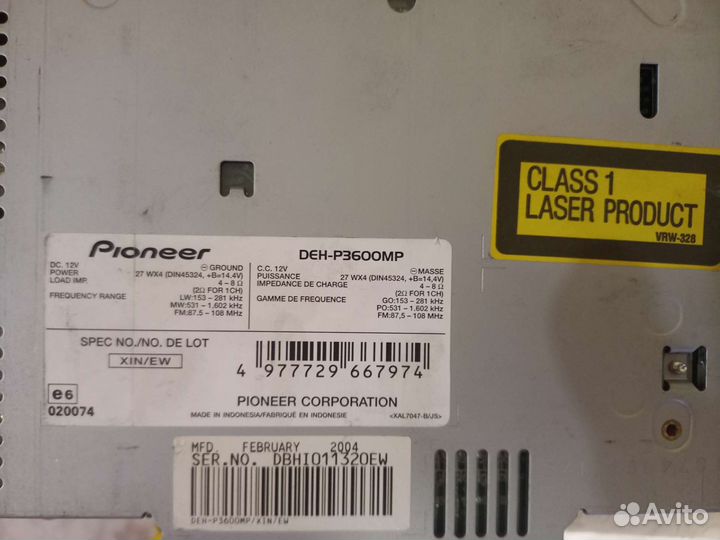 CLASS 1
LASER PRODUCT
VRW-328
Pioneer
DEH-P3600MP
DC. 12V ⊖ GROUND
POWER 27 WX4 (DIN45324, +B=14.4V)
LOAD IMP. 4 – 8 Ω
(2Ω FOR 1CH)
FREQUENCY RANGE LW:153 – 281 kHz
MW:531 – 1,602 kHz
FM:87.5 – 108 MHz
C.C. 12V ⊖ MASSE
PUISSANCE 27 WX4 (DIN45324, +B=14,4V)
IMPEDANCE DE CHARGE 4 – 8 Ω
(2Ω FOR 1CH)
GAMME DE FREQUENCE GO:153 – 281 kHz
PO:531 – 1.602 kHz
FM:87,5 – 108 MHz
SPEC NO./NO. DE LOT
XIN/EW
4 977729 667974
e6
020074
PIONEER CORPORATION
MADE IN INDONESIA/FABRIQUÉ EN INDONESIE
<XAL7047-B/JS>
MFD. FEBRUARY 2004
SER.NO. DBHI011320EW
DEH-P3600MP/XIN/EW
Avito